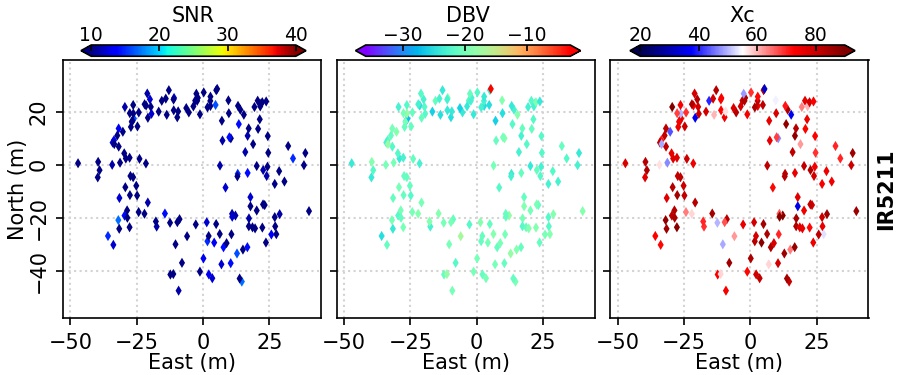 SNR DBV Xc
10 20 30 40 −30 −20 −10 20 40 60 80
20
0
−20
−40
North (m)
IR5211
−50 −25 0 25 −50 −25 0 25 −50 −25 0 25
East (m) East (m) East (m)